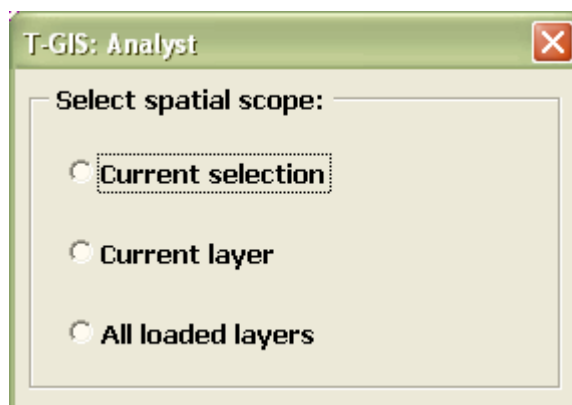 T-GIS: Analyst
Select spatial scope:
Current selection
Current layer
All loaded layers